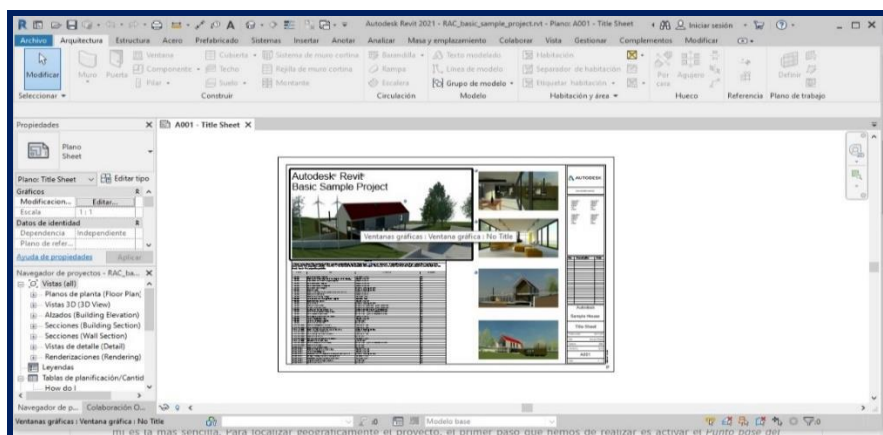 Autodesk Revit 2021 - RAC_basic_sample_project.rvt - Plano: A001 - Title Sheet
Iniciar sesión
Archivo Arquitectura Estructura Acero Prefabricado Sistemas Insertar Anotar Analizar Masa y emplazamiento Colaborar Vista Gestionar Complementos Modificar
Modificar Muro Puerta
Ventana
Componente
Pilar
Cubierta
Techo
Suelo
Sistema de muro cortina
Rejilla de muro cortina
Montante
Barandilla
Rampa
Escalera
Texto modelado
Línea de modelo
Grupo de modelo
Habitación
Separador de habitación
Etiquetar habitación
Por cara
Agujero
Definir
Seleccionar Construir Circulación Modelo Habitación y área Hueco Referencia Plano de trabajo
Propiedades
A001 - Title Sheet
Plano
Sheet
Plano: Title Sheet Editar tipo
Gráficos
Modificacion... Editar...
Escala 1 : 1
Datos de identidad
Dependencia Independiente
Plano de refer...
Ayuda de propiedades Aplicar
Navegador de proyectos - RAC_ba...
Vistas (all)
Planos de planta (Floor Plan)
Vistas 3D (3D View)
Alzados (Building Elevation)
Secciones (Building Section)
Secciones (Wall Section)
Vistas de detalle (Detail)
Renderizaciones (Rendering)
Leyendas
Tablas de planificación/Cantid
How do I
Navegador de p... Colaboración O...
Autodesk® Revit®
Basic Sample Project
Ventanas gráficas : Ventana gráfica : No Title
AUTODESK
Autodesk
Sample House
Title Sheet
A001
Ventanas gráficas : Ventana gráfica : No Title
:0
Modelo base
:0
mi es la más sencilla. Para localizar geográficamente el proyecto, el primer paso que hemos de realizar es activar el Punto base del